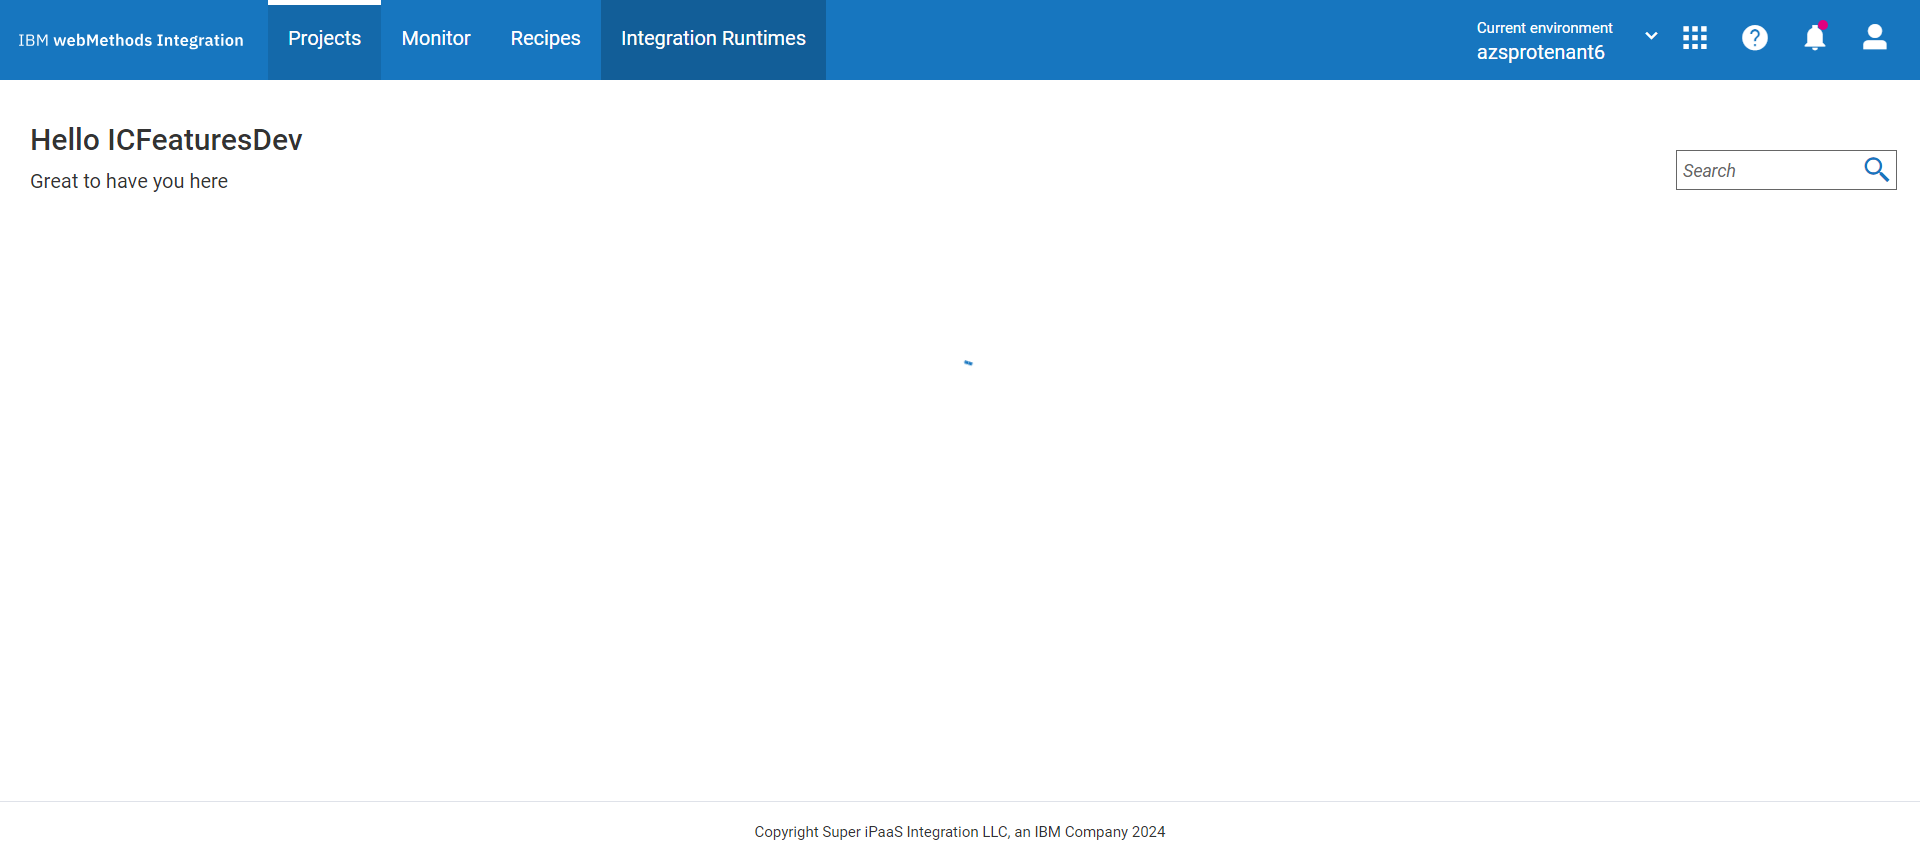 IBM webMethods Integration
Projects
Monitor
Recipes
Integration Runtimes
Current environment
azsprotenant6
Hello ICFeaturesDev
Great to have you here
Search
Copyright Super iPaaS Integration LLC, an IBM Company 2024